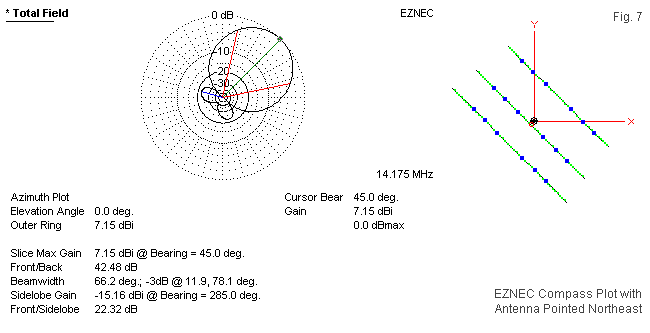 * Total Field
0 dB
EZNEC
Fig. 7
-10
-20
-30
Y
X
14.175 MHz
Azimuth Plot
Elevation Angle 0.0 deg.
Outer Ring 7.15 dBi
Cursor Bear 45.0 deg.
Gain 7.15 dBi
0.0 dBmax
Slice Max Gain 7.15 dBi @ Bearing = 45.0 deg.
Front/Back 42.48 dB
Beamwidth 66.2 deg.; -3dB @ 11.9, 78.1 deg.
Sidelobe Gain -15.16 dBi @ Bearing = 285.0 deg.
Front/Sidelobe 22.32 dB
EZNEC Compass Plot with
Antenna Pointed Northeast